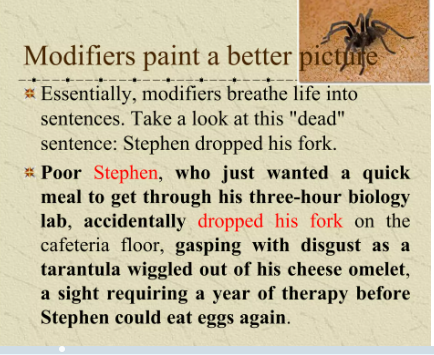 Modifiers paint a better picture
Essentially, modifiers breathe life into
sentences. Take a look at this "dead"
sentence: Stephen dropped his fork.
Poor Stephen, who just wanted a quick
meal to get through his three-hour biology
lab, accidentally dropped his fork on the
cafeteria floor, gasping with disgust as a
tarantula wiggled out of his cheese omelet,
a sight requiring a year of therapy before
Stephen could eat eggs again.